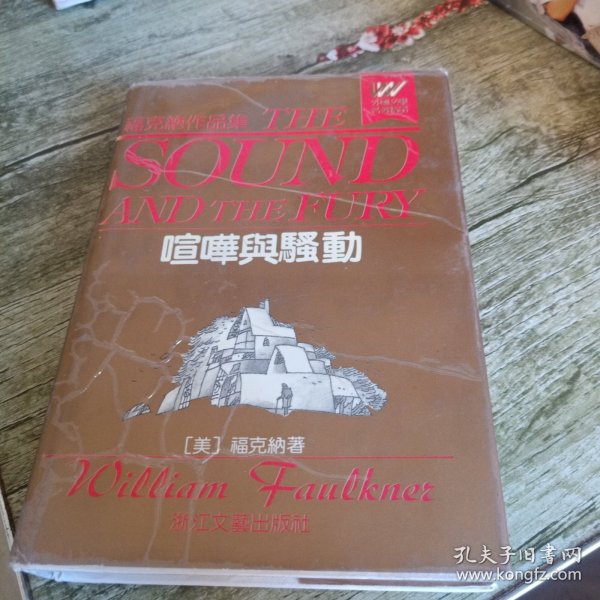 福克納作品集 THE
SOUND
AND THE FURY
喧嘩與騷動
[美] 福克納著
William Faulkner
浙江文藝出版社
孔夫子旧书网
www.kongfz.com